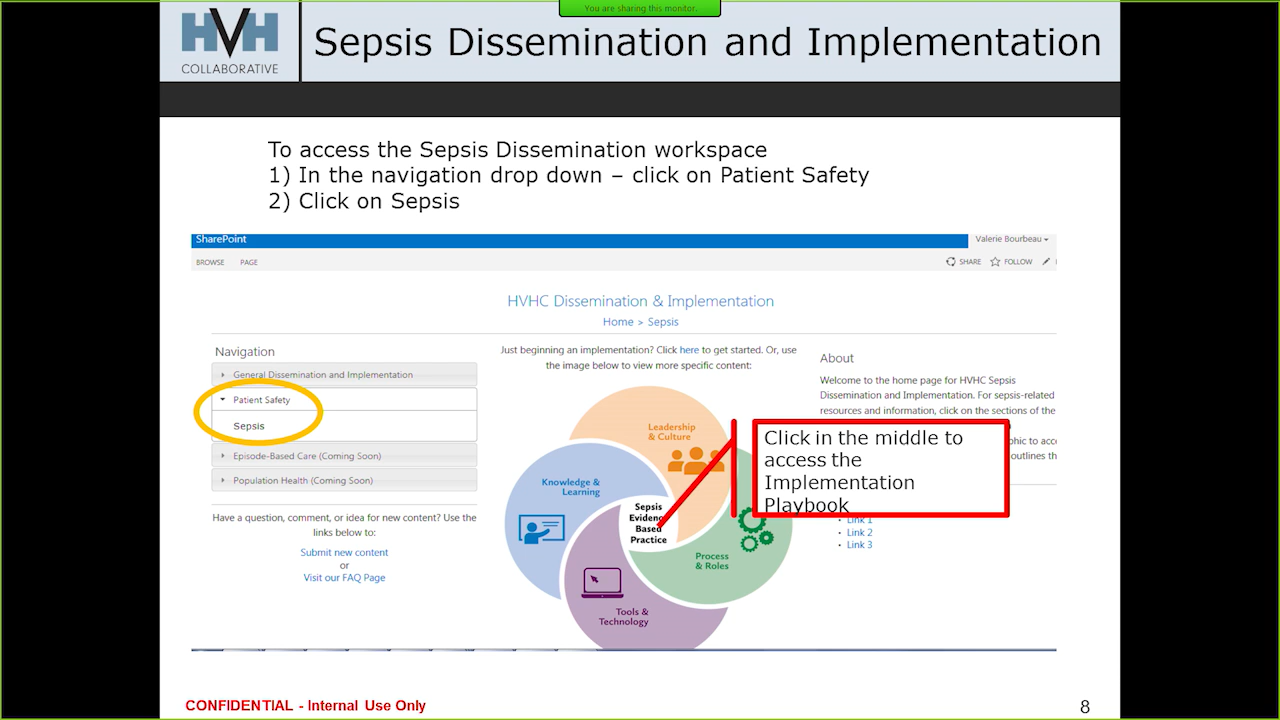 You are sharing this monitor.
HVH
COLLABORATIVE
Sepsis Dissemination and Implementation
To access the Sepsis Dissemination workspace
1) In the navigation drop down – click on Patient Safety
2) Click on Sepsis
SharePoint
Valerie Bourbeau
BROWSE PAGE
SHARE FOLLOW
HVHC Dissemination & Implementation
Home > Sepsis
Navigation
General Dissemination and Implementation
Patient Safety
Sepsis
Episode-Based Care (Coming Soon)
Population Health (Coming Soon)
Have a question, comment, or idea for new content? Use the
links below to:
Submit new content
or
Visit our FAQ Page
Just beginning an implementation? Click here to get started. Or, use
the image below to view more specific content:
Leadership
& Culture
Knowledge &
Learning
Sepsis
Evidence
Based
Practice
Process
& Roles
Tools &
Technology
About
Welcome to the home page for HVHC Sepsis
Dissemination and Implementation. For sepsis-related
resources and information, click on the sections of the
Click in the middle to
access the
Implementation
Playbook
to acce
outlines th
Link 1
Link 2
Link 3
CONFIDENTIAL - Internal Use Only
8